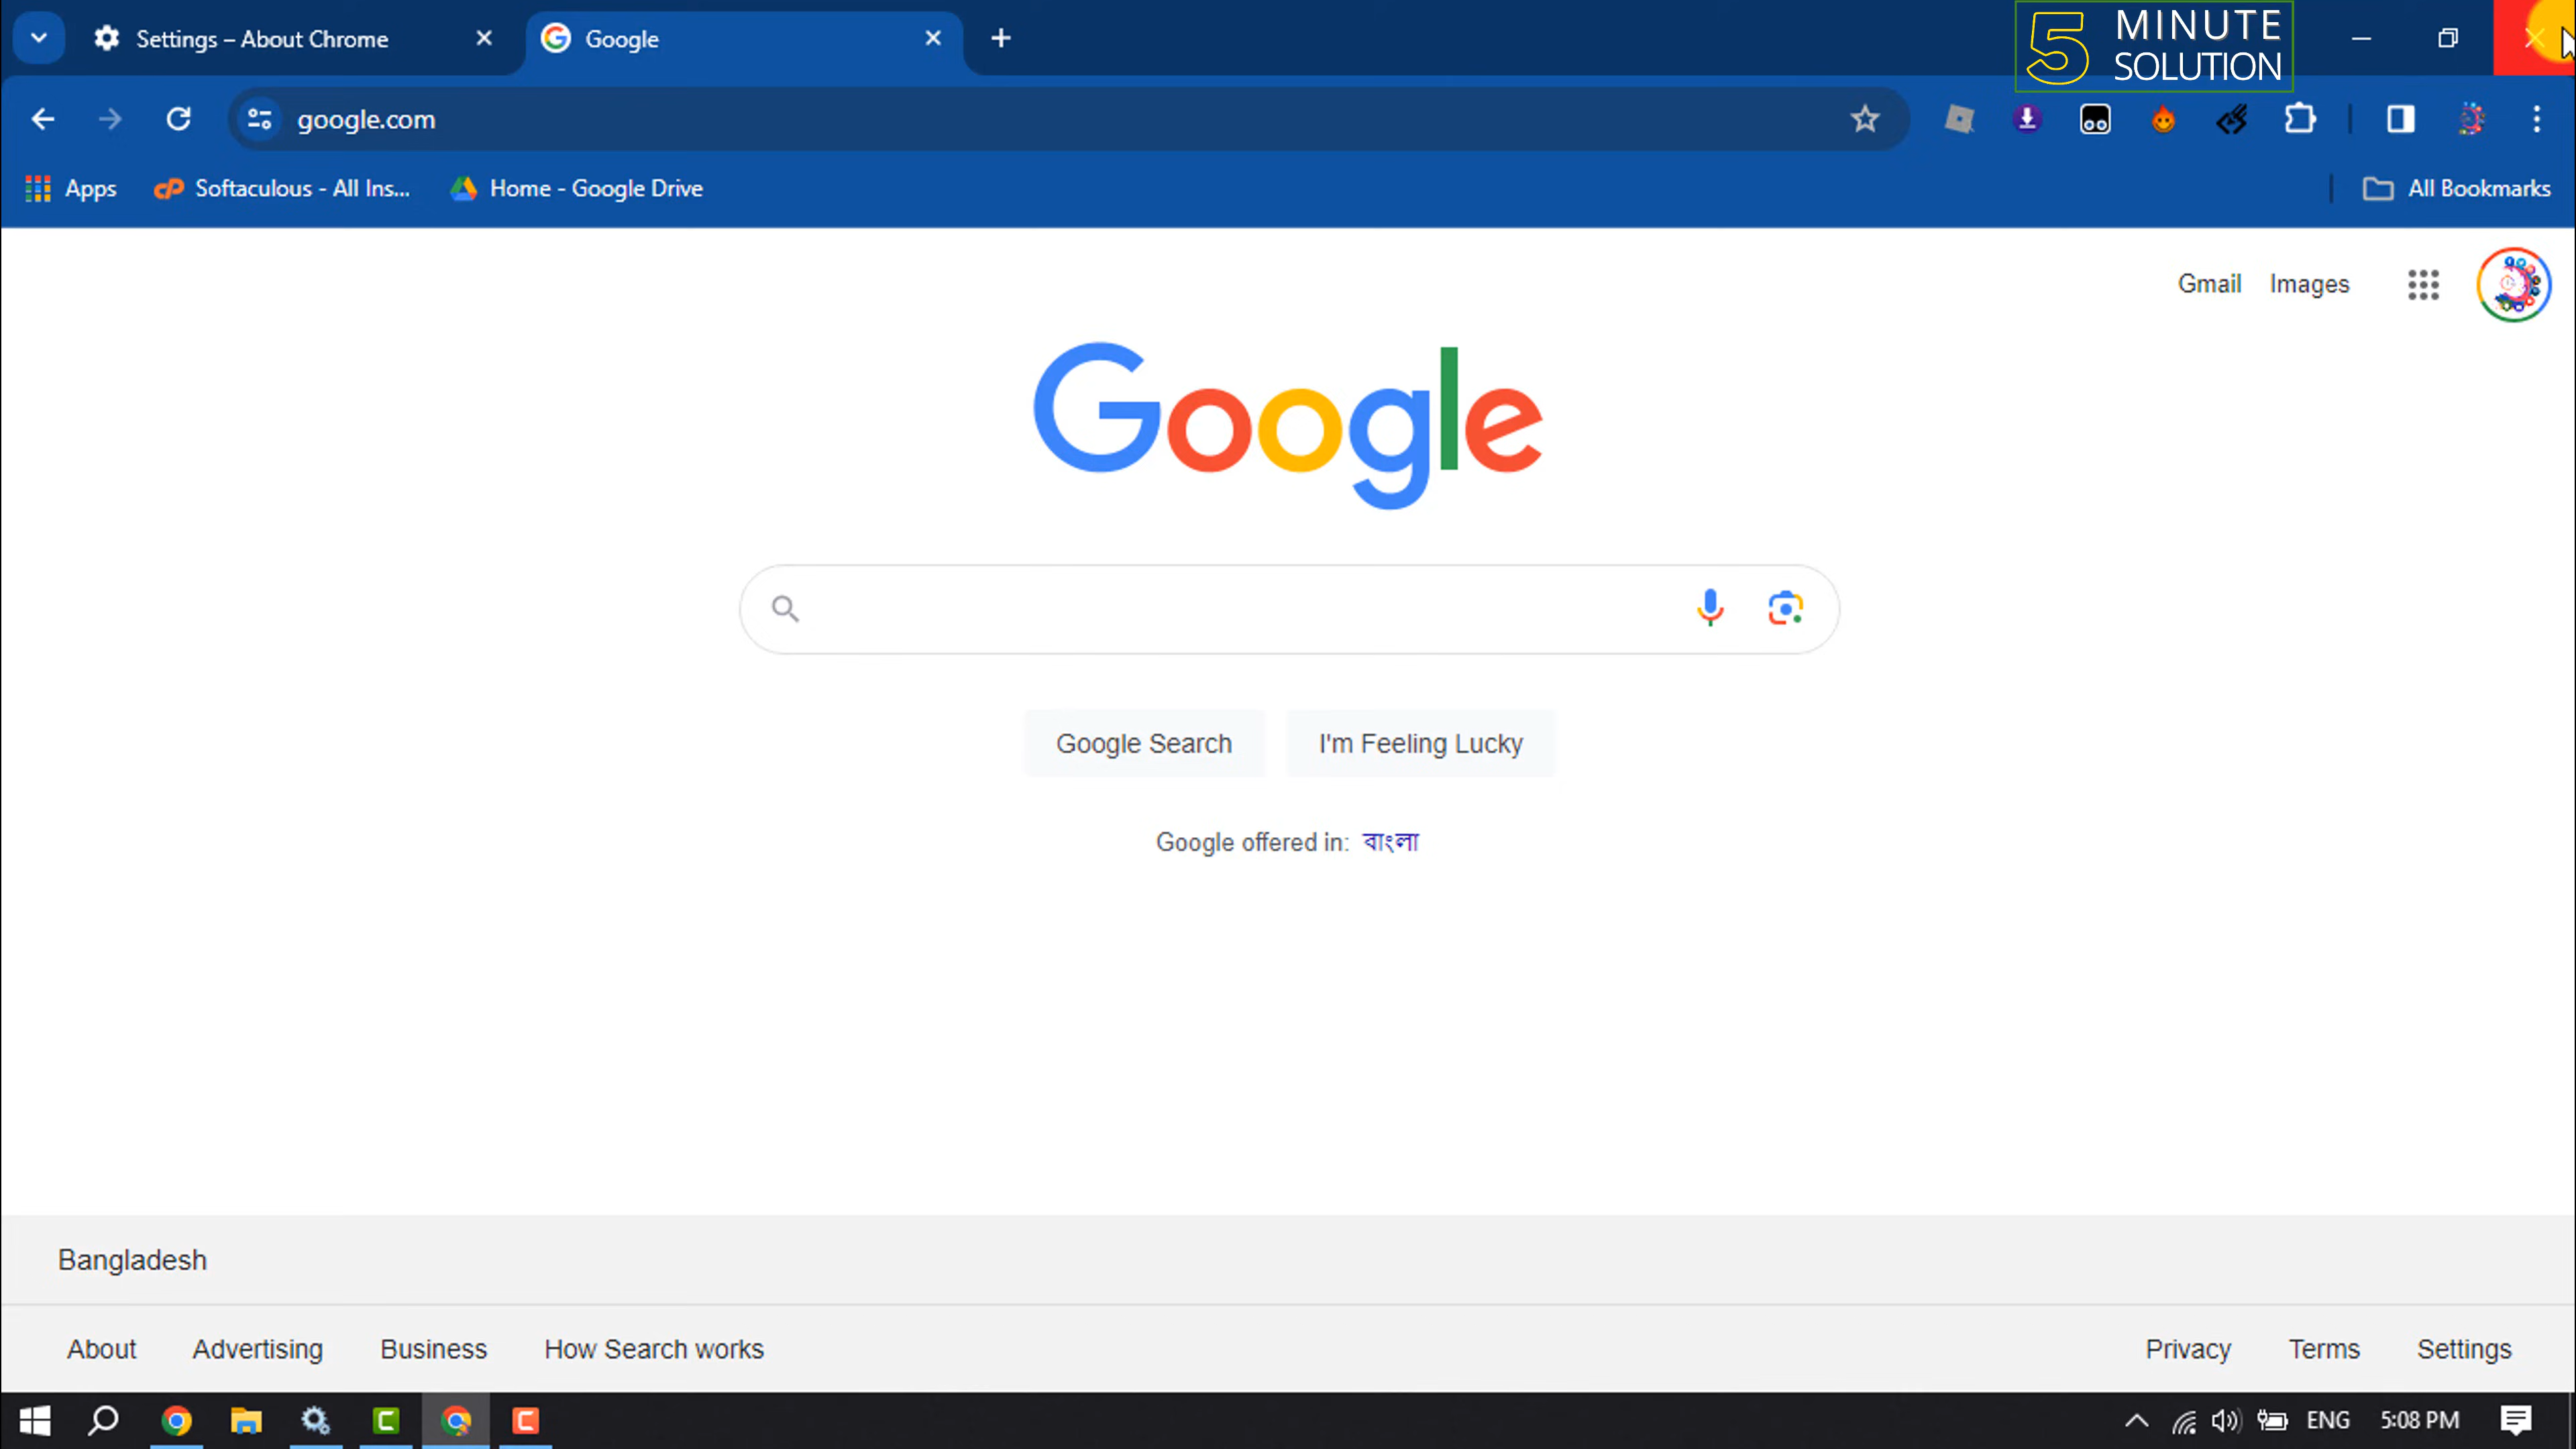 Settings – About Chrome
Google
5 MINUTE
SOLUTION
google.com
Apps
Softaculous - All Ins...
Home - Google Drive
All Bookmarks
Gmail
Images
Google
Google Search
I'm Feeling Lucky
Google offered in: বাংলা
Bangladesh
About
Advertising
Business
How Search works
Privacy
Terms
Settings
ENG
5:08 PM